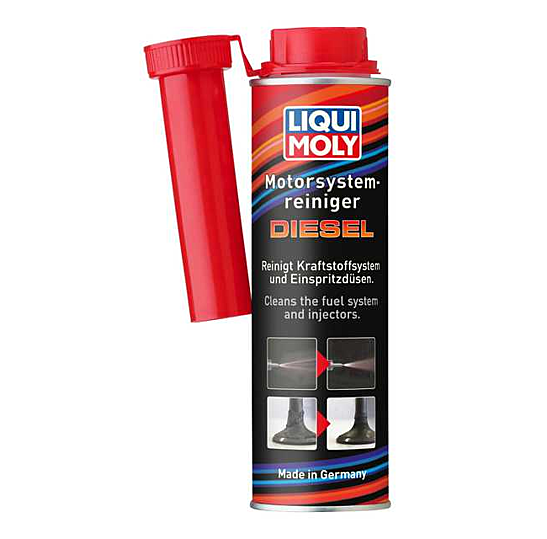 LIQUI
MOLY
Motorsystem-
reiniger
DIESEL
Reinigt Kraftstoffsystem
und Einspritzdüsen.
Cleans the fuel system
and injectors.
Made in Germany